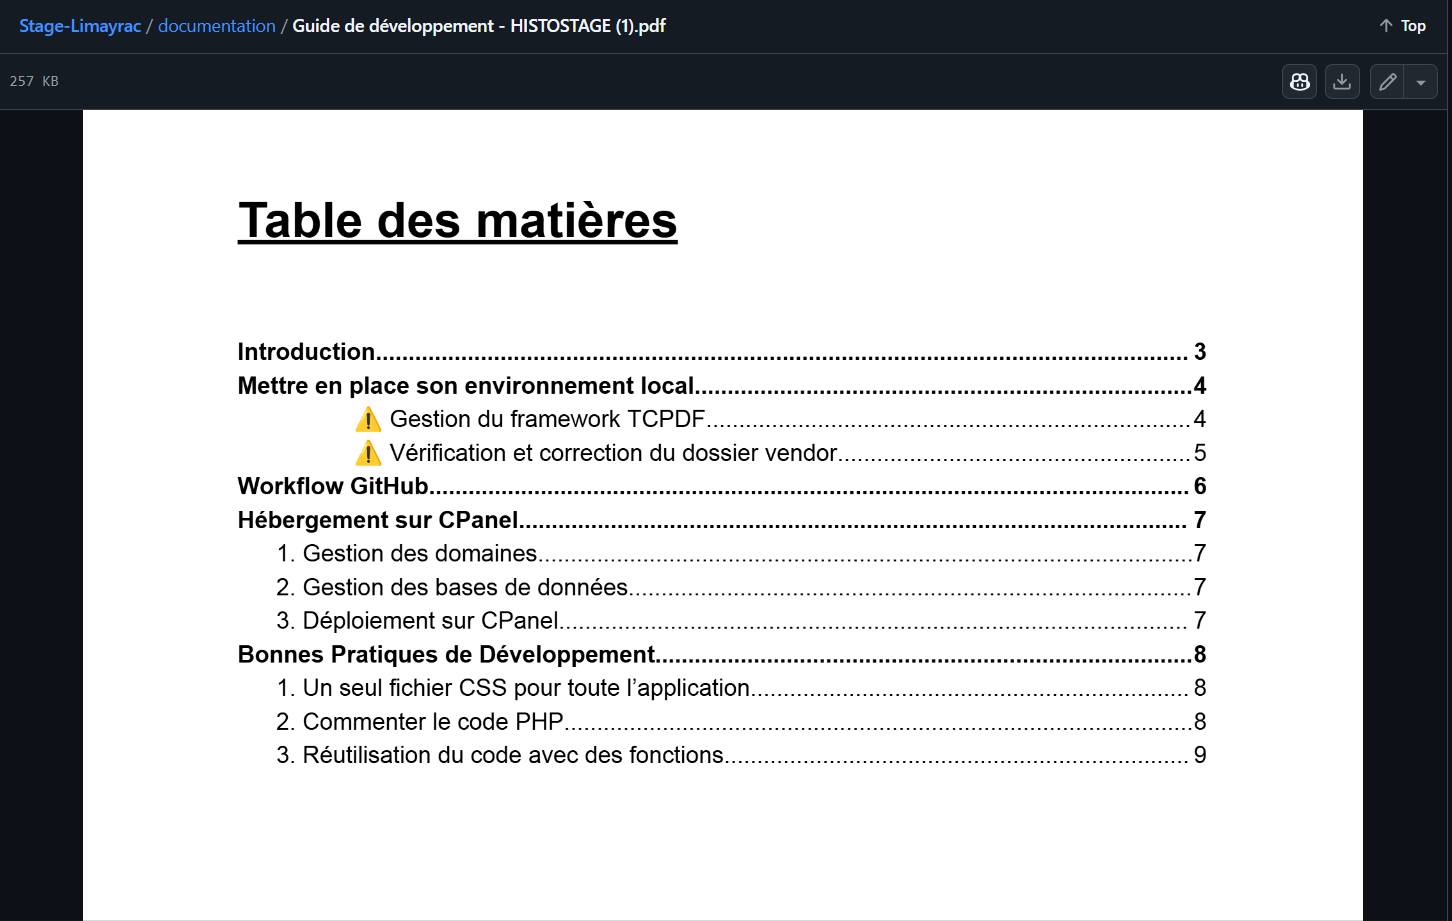 Stage-Limayrac / documentation / Guide de développement - HISTOSTAGE (1).pdf
Top
257 KB
Table des matières
Introduction 3
Mettre en place son environnement local 4
⚠️ Gestion du framework TCPDF 4
⚠️ Vérification et correction du dossier vendor 5
Workflow GitHub 6
Hébergement sur CPanel 7
1. Gestion des domaines 7
2. Gestion des bases de données 7
3. Déploiement sur CPanel 7
Bonnes Pratiques de Développement 8
1. Un seul fichier CSS pour toute l’application 8
2. Commenter le code PHP 8
3. Réutilisation du code avec des fonctions 9